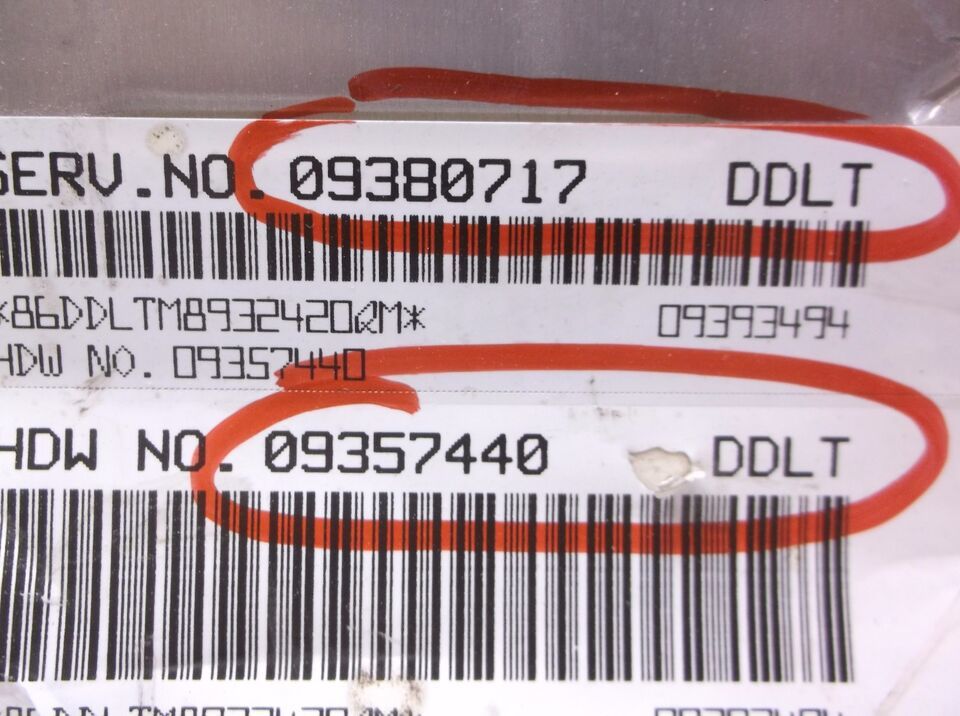 SERV.NO. 09380717 DDLT
*86DDLTM8932420QM* 09393494
HDW NO. 09357440
HDW NO. 09357440 DDLT